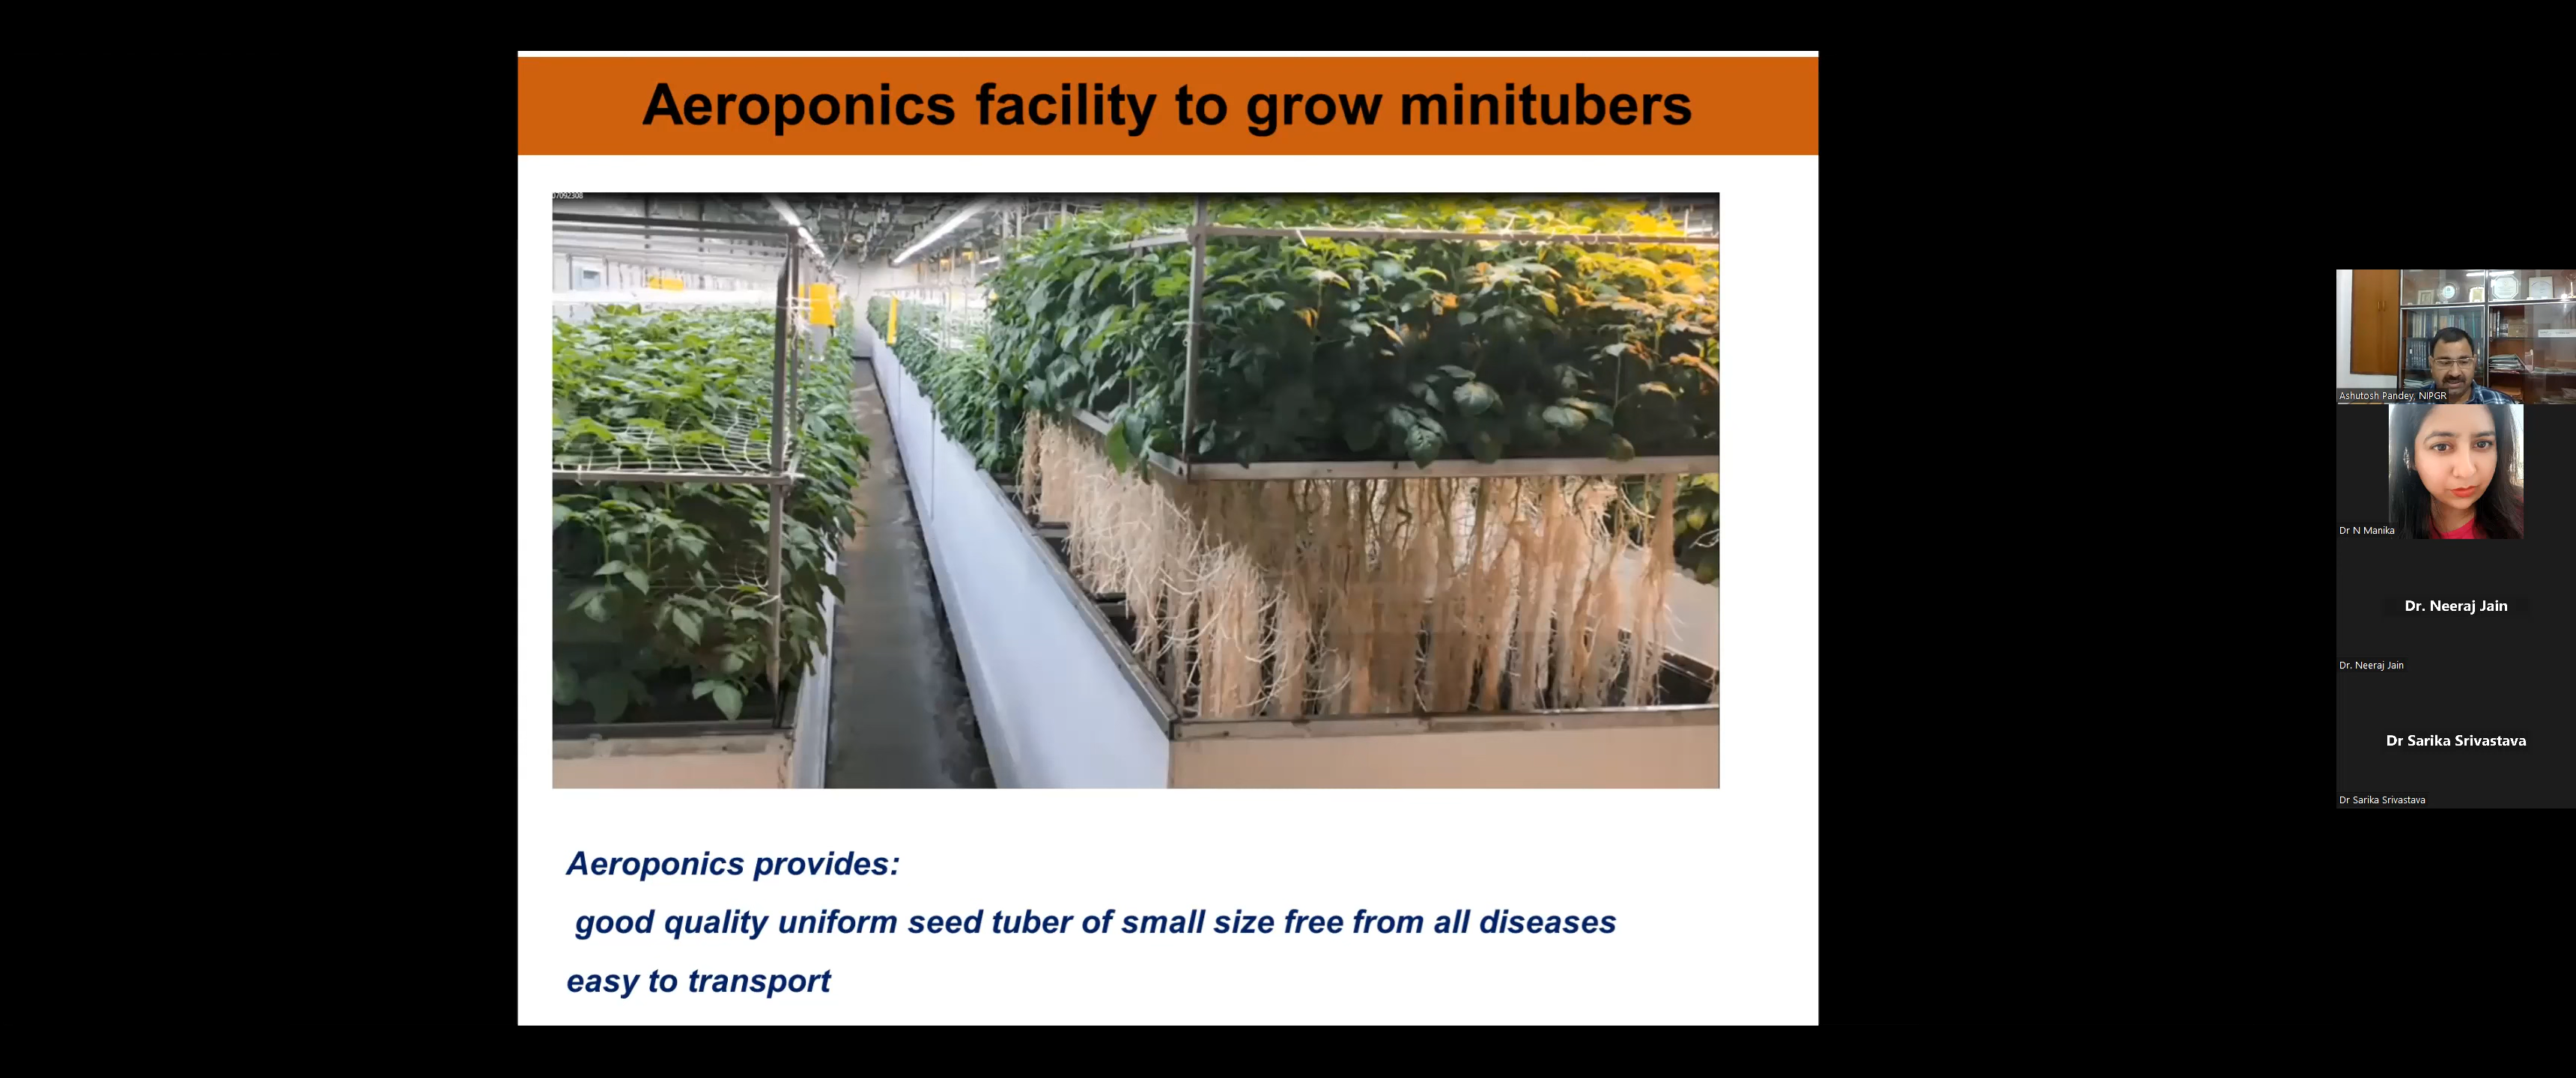 Aeroponics facility to grow minitubers
Aeroponics provides:
good quality uniform seed tuber of small size free from all diseases
easy to transport
Ashutosh Pandey, NIPGR
Dr N Manika
Dr. Neeraj Jain
Dr. Neeraj Jain
Dr Sarika Srivastava
Dr Sarika Srivastava